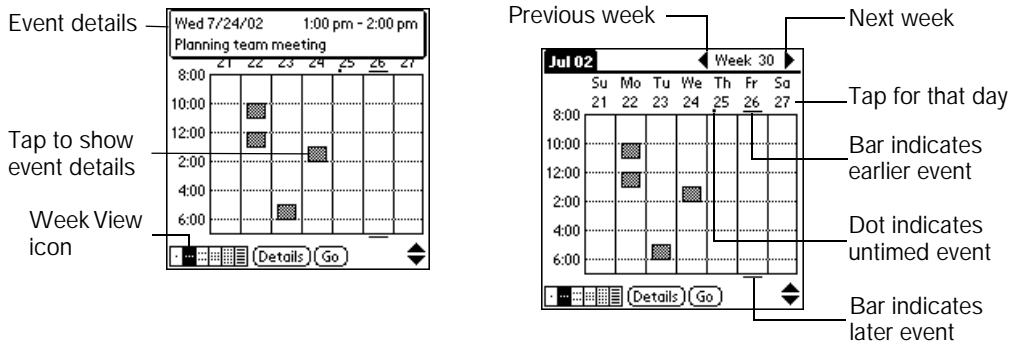 Event details
Tap to show
event details
Week View
icon
Wed 7/24/02 1:00 pm - 2:00 pm
Planning team meeting
21 22 23 24 25 26 27
8:00
10:00
12:00
2:00
4:00
6:00
Details Go
Previous week
Next week
Jul 02 Week 30
Su Mo Tu We Th Fr Sa
21 22 23 24 25 26 27
8:00
10:00
12:00
2:00
4:00
6:00
Details Go
Tap for that day
Bar indicates
earlier event
Dot indicates
untimed event
Bar indicates
later event